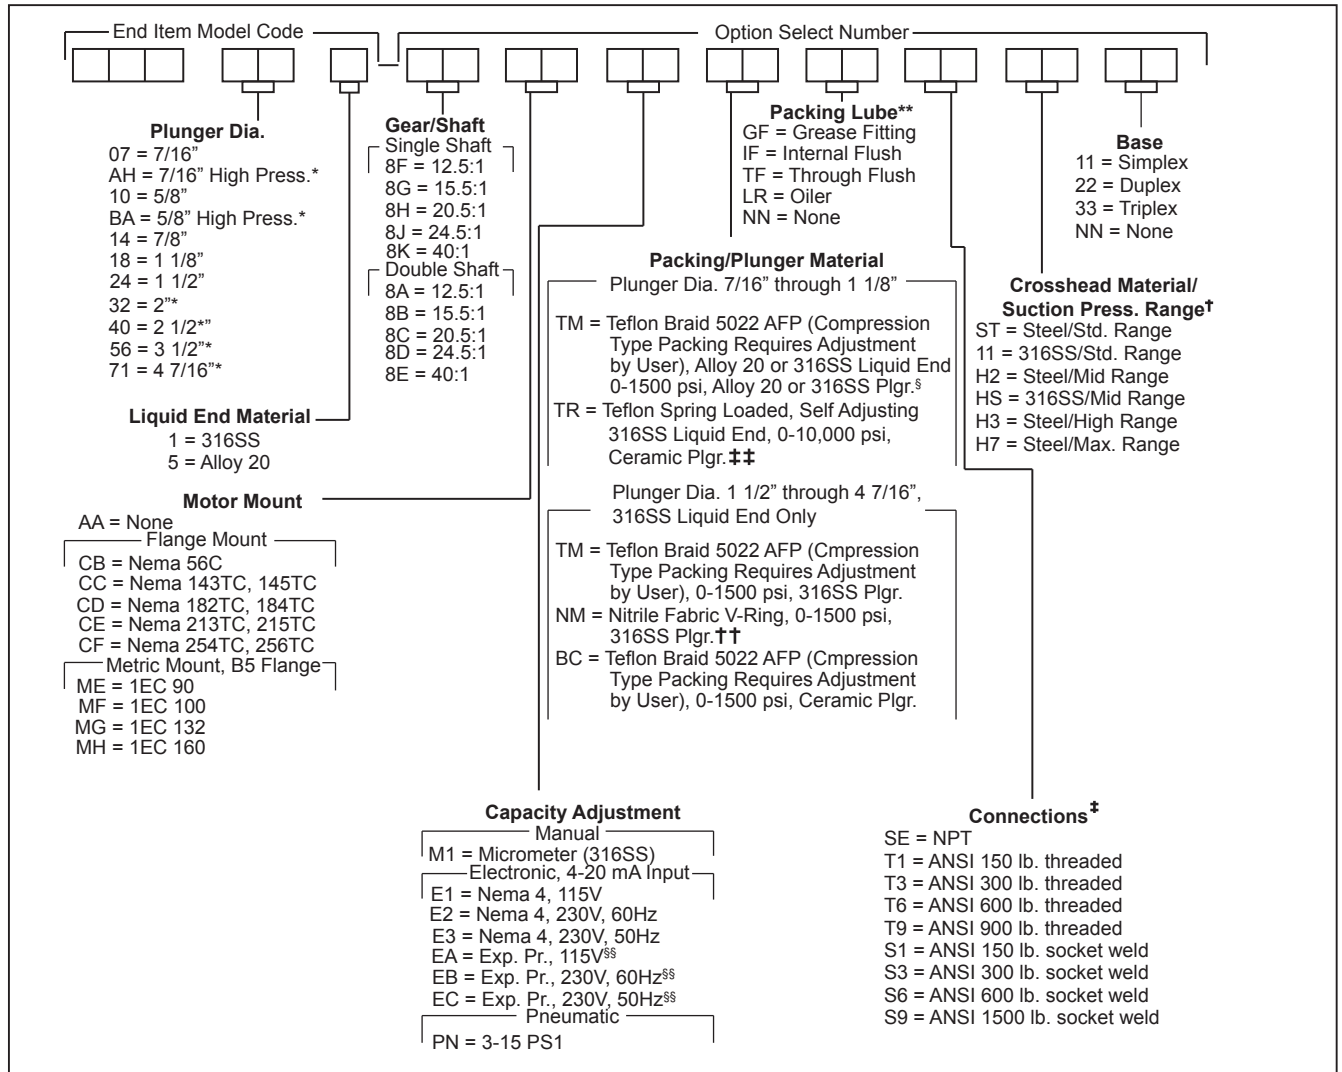 End Item Model Code
Option Select Number
Plunger Dia.
07 = 7/16”
AH = 7/16” High Press.*
10 = 5/8”
BA = 5/8” High Press.*
14 = 7/8”
18 = 1 1/8”
24 = 1 1/2”
32 = 2”*
40 = 2 1/2*”
56 = 3 1/2”*
71 = 4 7/16”*
Liquid End Material
1 = 316SS
5 = Alloy 20
Motor Mount
AA = None
Flange Mount
CB = Nema 56C
CC = Nema 143TC, 145TC
CD = Nema 182TC, 184TC
CE = Nema 213TC, 215TC
CF = Nema 254TC, 256TC
Metric Mount, B5 Flange
ME = 1EC 90
MF = 1EC 100
MG = 1EC 132
MH = 1EC 160
Gear/Shaft
Single Shaft
8F = 12.5:1
8G = 15.5:1
8H = 20.5:1
8J = 24.5:1
8K = 40:1
Double Shaft
8A = 12.5:1
8B = 15.5:1
8C = 20.5:1
8D = 24.5:1
8E = 40:1
Packing Lube**
GF = Grease Fitting
IF = Internal Flush
TF = Through Flush
LR = Oiler
NN = None
Packing/Plunger Material
Plunger Dia. 7/16” through 1 1/8”
TM = Teflon Braid 5022 AFP (Compression
Type Packing Requires Adjustment
by User), Alloy 20 or 316SS Liquid End
0-1500 psi, Alloy 20 or 316SS Plgr.§
TR = Teflon Spring Loaded, Self Adjusting
316SS Liquid End, 0-10,000 psi,
Ceramic Plgr.‡‡
Plunger Dia. 1 1/2” through 4 7/16”,
316SS Liquid End Only
TM = Teflon Braid 5022 AFP (Cmpression
Type Packing Requires Adjustment
by User), 0-1500 psi, 316SS Plgr.
NM = Nitrile Fabric V-Ring, 0-1500 psi,
316SS Plgr.††
BC = Teflon Braid 5022 AFP (Cmpression
Type Packing Requires Adjustment
by User), 0-1500 psi, Ceramic Plgr.
Base
11 = Simplex
22 = Duplex
33 = Triplex
NN = None
Crosshead Material/
Suction Press. Range†
ST = Steel/Std. Range
11 = 316SS/Std. Range
H2 = Steel/Mid Range
HS = 316SS/Mid Range
H3 = Steel/High Range
H7 = Steel/Max. Range
Capacity Adjustment
Manual
M1 = Micrometer (316SS)
Electronic, 4-20 mA Input
E1 = Nema 4, 115V
E2 = Nema 4, 230V, 60Hz
E3 = Nema 4, 230V, 50Hz
EA = Exp. Pr., 115V§§
EB = Exp. Pr., 230V, 60Hz§§
EC = Exp. Pr., 230V, 50Hz§§
Pneumatic
PN = 3-15 PS1
Connections‡
SE = NPT
T1 = ANSI 150 lb. threaded
T3 = ANSI 300 lb. threaded
T6 = ANSI 600 lb. threaded
T9 = ANSI 900 lb. threaded
S1 = ANSI 150 lb. socket weld
S3 = ANSI 300 lb. socket weld
S6 = ANSI 600 lb. socket weld
S9 = ANSI 1500 lb. socket weld